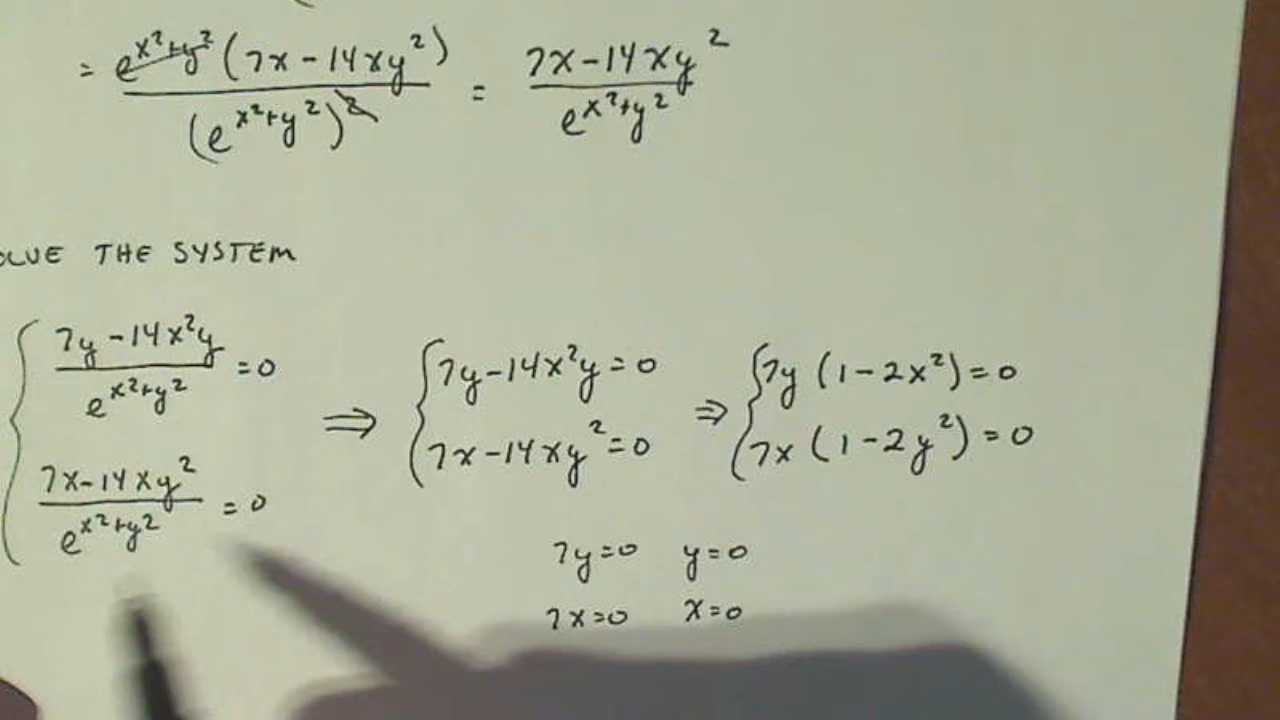 = e^{x²+y²} (7x - 14xy²) / (e^{x²+y²})² = 7x - 14xy² / e^{x²+y²}
OLVE THE SYSTEM
{ 7y - 14x²y / e^{x²+y²} = 0 ⇒ { 7y - 14x²y = 0 ⇒ { 7y (1 - 2x²) = 0
7x - 14xy² / e^{x²+y²} = 0 7x - 14xy² = 0 7x (1 - 2y²) = 0
7y = 0 y = 0
7x = 0 x = 0